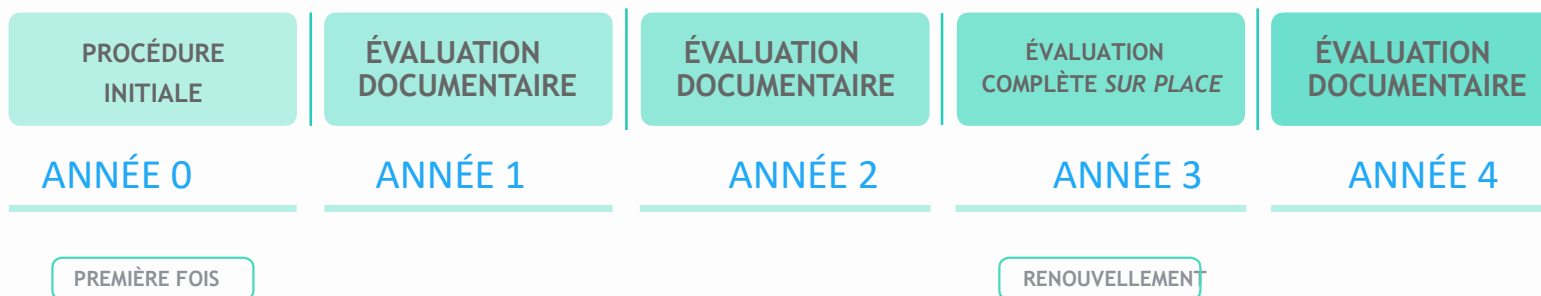 PROCÉDURE
INITIALE
ÉVALUATION
DOCUMENTAIRE
ÉVALUATION
DOCUMENTAIRE
ÉVALUATION
COMPLÈTE SUR PLACE
ÉVALUATION
DOCUMENTAIRE
ANNÉE 0
ANNÉE 1
ANNÉE 2
ANNÉE 3
ANNÉE 4
PREMIÈRE FOIS
RENOUVELLEMENT